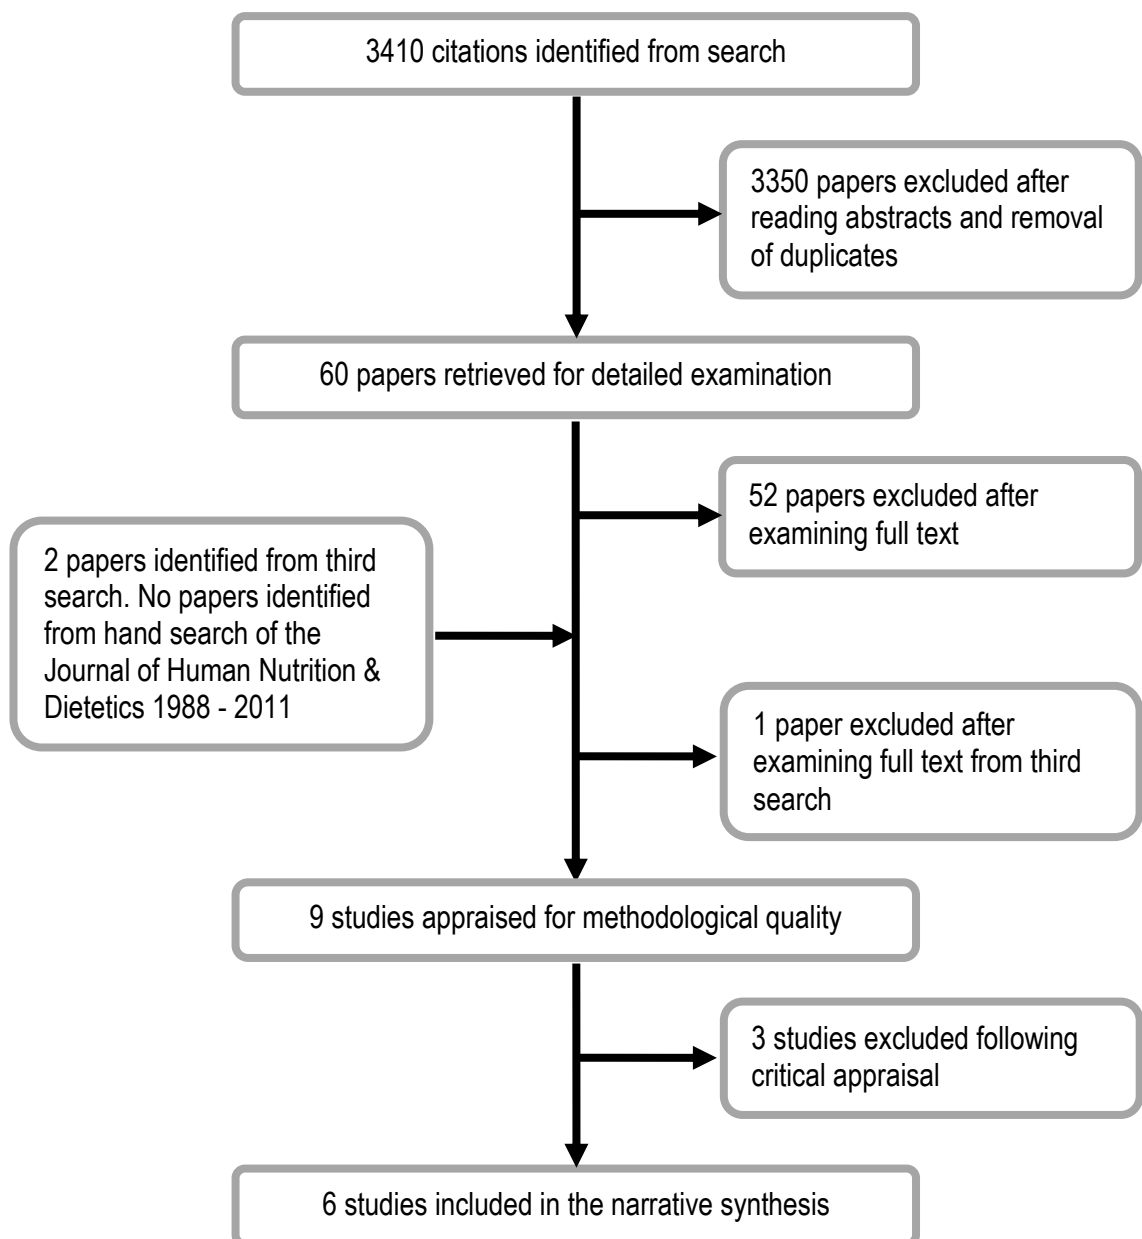 3410 citations identified from search
3350 papers excluded after
reading abstracts and removal
of duplicates
60 papers retrieved for detailed examination
52 papers excluded after
examining full text
2 papers identified from third
search. No papers identified
from hand search of the
Journal of Human Nutrition &
Dietetics 1988 - 2011
1 paper excluded after
examining full text from third
search
9 studies appraised for methodological quality
3 studies excluded following
critical appraisal
6 studies included in the narrative synthesis